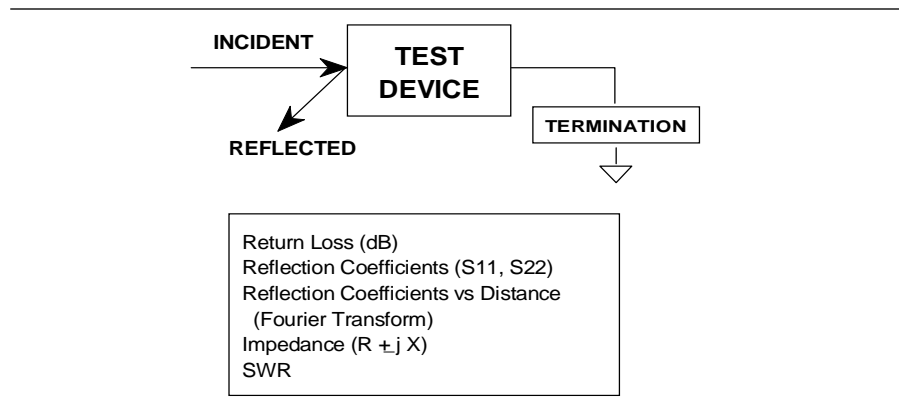 INCIDENT
TEST
DEVICE
TERMINATION
REFLECTED
Return Loss (dB)
Reflection Coefficients (S11, S22)
Reflection Coefficients vs Distance
(Fourier Transform)
Impedance (R ± j X)
SWR